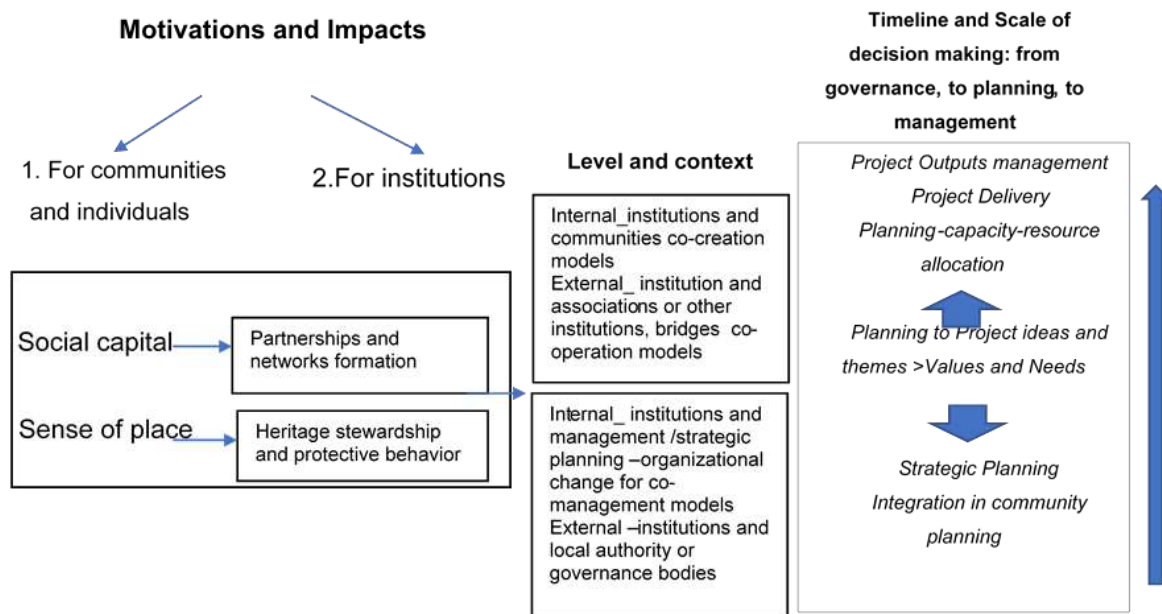 Motivations and Impacts
1. For communities
and individuals
2.For institutions
Social capital
Partnerships and
networks formation
Sense of place
Heritage stewardship
and protective behavior
Level and context
Internal_institutions and
communities co-creation
models
External_ institution and
associations or other
institutions, bridges co-
operation models
Internal_ institutions and
management /strategic
planning –organizational
change for co-
management models
External –institutions and
local authority or
governance bodies
Timeline and Scale of
decision making: from
governance, to planning, to
management
Project Outputs management
Project Delivery
Planning-capacity-resource
allocation
Planning to Project ideas and
themes >Values and Needs
Strategic Planning
Integration in community
planning